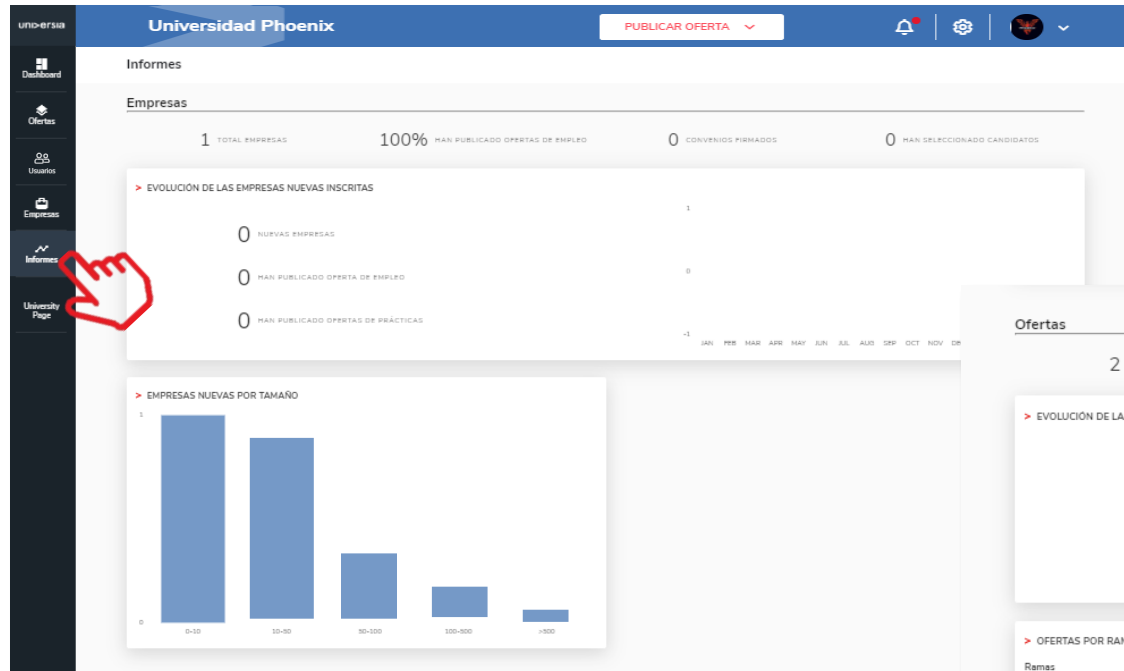 universia
Universidad Phoenix
PUBLICAR OFERTA
Dashboard
Ofertas
Usuarios
Empresas
Informes
University
Page
Informes
Empresas
1 TOTAL EMPRESAS
100% HAN PUBLICADO OFERTAS DE EMPLEO
0 CONVENIOS FIRMADOS
0 HAN SELECCIONADO CANDIDATOS
> EVOLUCIÓN DE LAS EMPRESAS NUEVAS INSCRITAS
0 NUEVAS EMPRESAS
0 HAN PUBLICADO OFERTA DE EMPLEO
0 HAN PUBLICADO OFERTAS DE PRÁCTICAS
1
0
-1
JAN FEB MAR APR MAY JUN JUL AUG SEP OCT NOV DE
> EMPRESAS NUEVAS POR TAMAÑO
1
0
0-10 10-50 50-100 100-500 >500
Ofertas
2
> EVOLUCIÓN DE LA
> OFERTAS POR RAM
Ramas